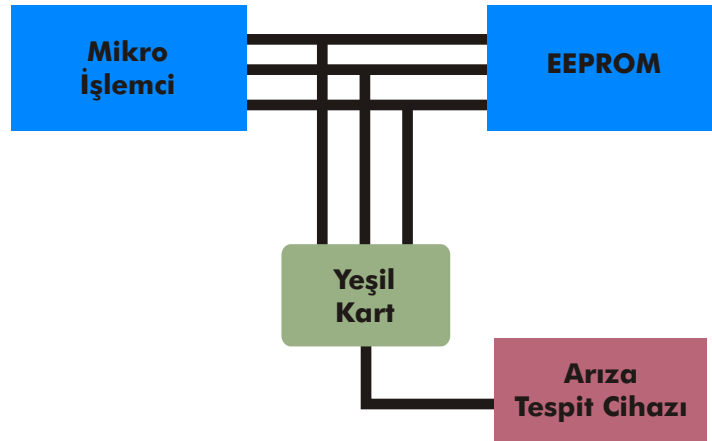 Mikro
İşlemci
EEPROM
Yeşil
Kart
Arıza
Tespit Cihazı